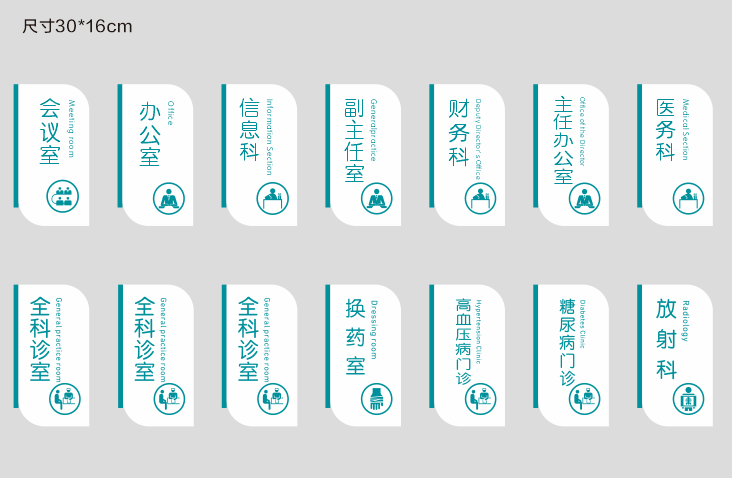 尺寸30*16cm
会议室
Meeting room
办公室
Office
信息科
Information Section
副主任室
Generalpractice
财务科
Deputy Director's Office
主任办公室
Office of the Director
医务科
Medical Section
全科诊室
General practice room
全科诊室
General practice room
全科诊室
General practice room
换药室
Dressing room
高血压病门诊
Hypertension Clinic
糖尿病门诊
Diabetes Clinic
放射科
Radiology